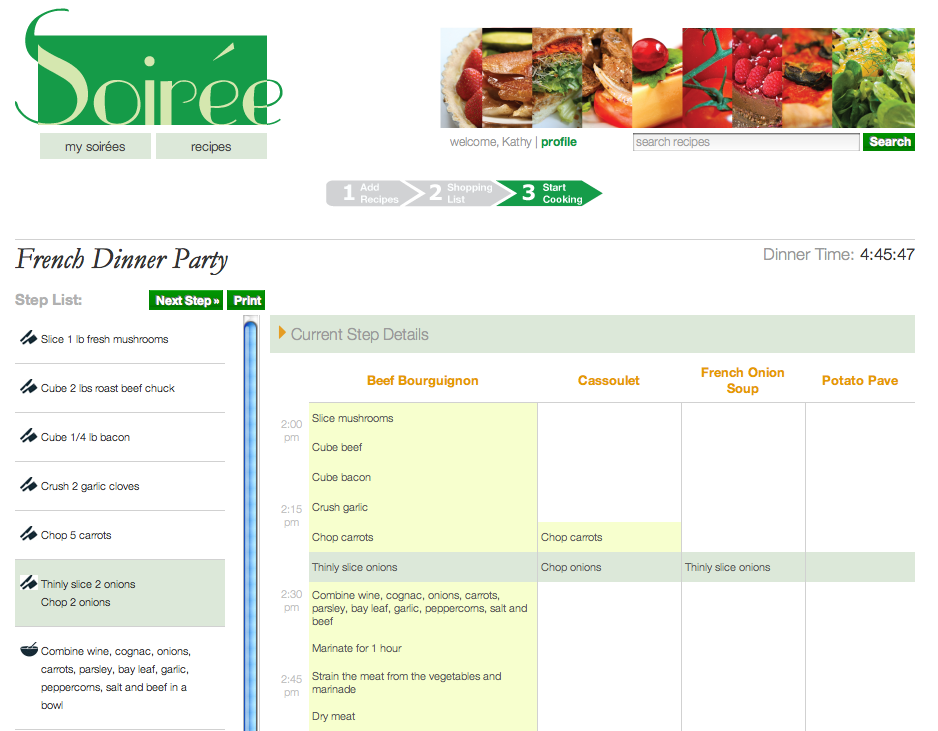 Soirée
my soirées
recipes
welcome, Kathy | profile
search recipes
Search
1 Add
Recipes
2 Shopping
List
3 Start
Cooking
French Dinner Party
Dinner Time: 4:45:47
Step List:
Next Step »
Print
Slice 1 lb fresh mushrooms
Cube 2 lbs roast beef chuck
Cube 1/4 lb bacon
Crush 2 garlic cloves
Chop 5 carrots
Thinly slice 2 onions
Chop 2 onions
Combine wine, cognac, onions,
carrots, parsley, bay leaf, garlic,
peppercorns, salt and beef in a
bowl
Current Step Details
Beef Bourguignon
Cassoulet
French Onion
Soup
Potato Pave
2:00
pm
Slice mushrooms
Cube beef
Cube bacon
2:15
pm
Crush garlic
Chop carrots
Chop carrots
Thinly slice onions
Chop onions
Thinly slice onions
2:30
pm
Combine wine, cognac, onions, carrots,
parsley, bay leaf, garlic, peppercorns, salt and
beef
Marinate for 1 hour
2:45
pm
Strain the meat from the vegetables and
marinade
Dry meat